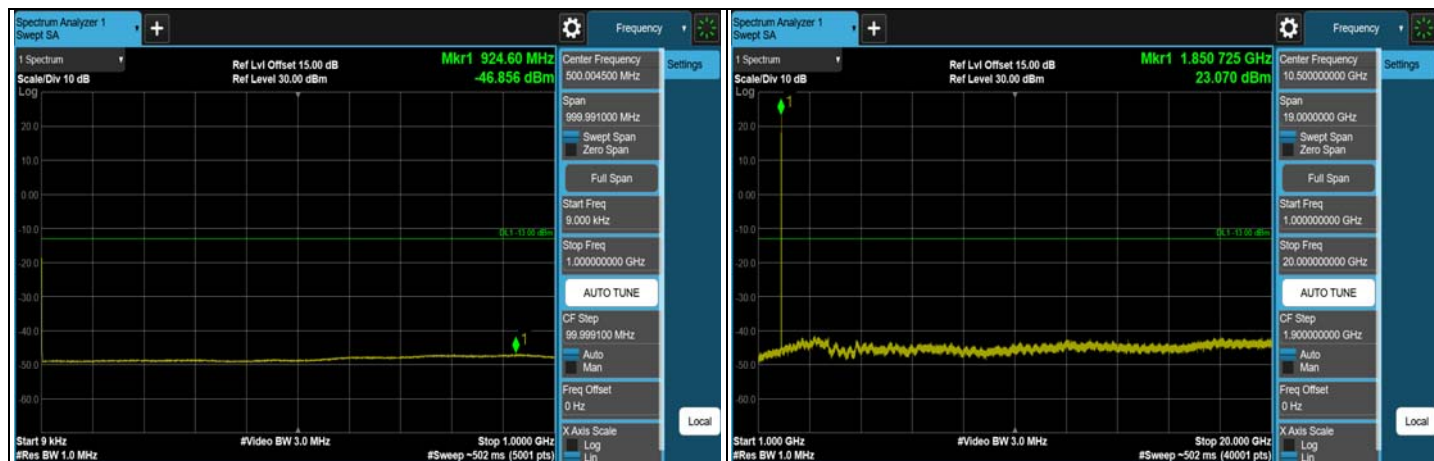 Spectrum Analyzer 1
Swept SA
+
Frequency
1 Spectrum
Scale/Div 10 dB
Ref Lvl Offset 15.00 dB
Ref Level 30.00 dBm
Mkr1 924.60 MHz
-46.856 dBm
Log
1
20.0
10.0
0.00
-10.0
-20.0
-30.0
-40.0
-50.0
-60.0
DL1 -13.00 dBm
Start 9 kHz
#Res BW 1.0 MHz
#Video BW 3.0 MHz
Stop 1.0000 GHz
#Sweep ~502 ms (5001 pts)
Center Frequency
500.004500 MHz
Settings
Span
999.991000 MHz
Swept Span
Zero Span
Full Span
Start Freq
9.000 kHz
Stop Freq
1.000000000 GHz
AUTO TUNE
CF Step
99.999100 MHz
Auto
Man
Freq Offset
0 Hz
X Axis Scale
Log
Lin
Local
Spectrum Analyzer 1
Swept SA
+
Frequency
1 Spectrum
Scale/Div 10 dB
Ref Lvl Offset 15.00 dB
Ref Level 30.00 dBm
Mkr1 1.850 725 GHz
23.070 dBm
Log
1
20.0
10.0
0.00
-10.0
-20.0
-30.0
-40.0
-50.0
-60.0
DL1 -13.00 dBm
Start 1.000 GHz
#Res BW 1.0 MHz
#Video BW 3.0 MHz
Stop 20.000 GHz
#Sweep ~502 ms (40001 pts)
Center Frequency
10.500000000 GHz
Settings
Span
19.0000000 GHz
Swept Span
Zero Span
Full Span
Start Freq
1.000000000 GHz
Stop Freq
20.000000000 GHz
AUTO TUNE
CF Step
1.900000000 GHz
Auto
Man
Freq Offset
0 Hz
X Axis Scale
Log
Lin
Local